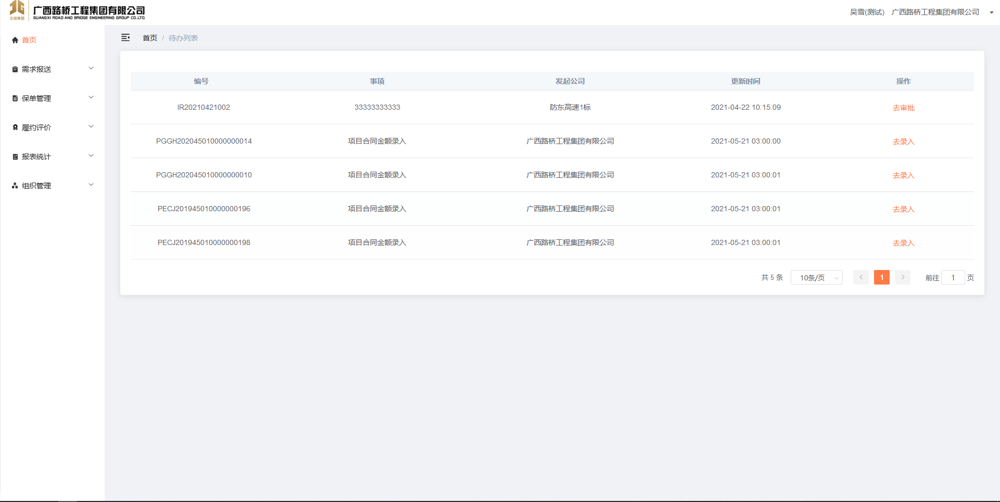 北投集团
广西路桥工程集团有限公司
GUANGXI ROAD AND BRIDGE ENGINEERING GROUP CO.,LTD.
吴雪(测试) 广西路桥工程集团有限公司
首页
需求报送
保单管理
履约评价
报表统计
组织管理
首页 / 待办列表
编号 事项 发起公司 更新时间 操作
IR20210421002 33333333333 防东高速1标 2021-04-22 10:15:09 去审批
PGGH202045010000000014 项目合同金额录入 广西路桥工程集团有限公司 2021-05-21 03:00:00 去录入
PGGH202045010000000010 项目合同金额录入 广西路桥工程集团有限公司 2021-05-21 03:00:01 去录入
PECJ201945010000000196 项目合同金额录入 广西路桥工程集团有限公司 2021-05-21 03:00:01 去录入
PECJ201945010000000198 项目合同金额录入 广西路桥工程集团有限公司 2021-05-21 03:00:01 去录入
共 5 条 10条/页 1 前往 1 页